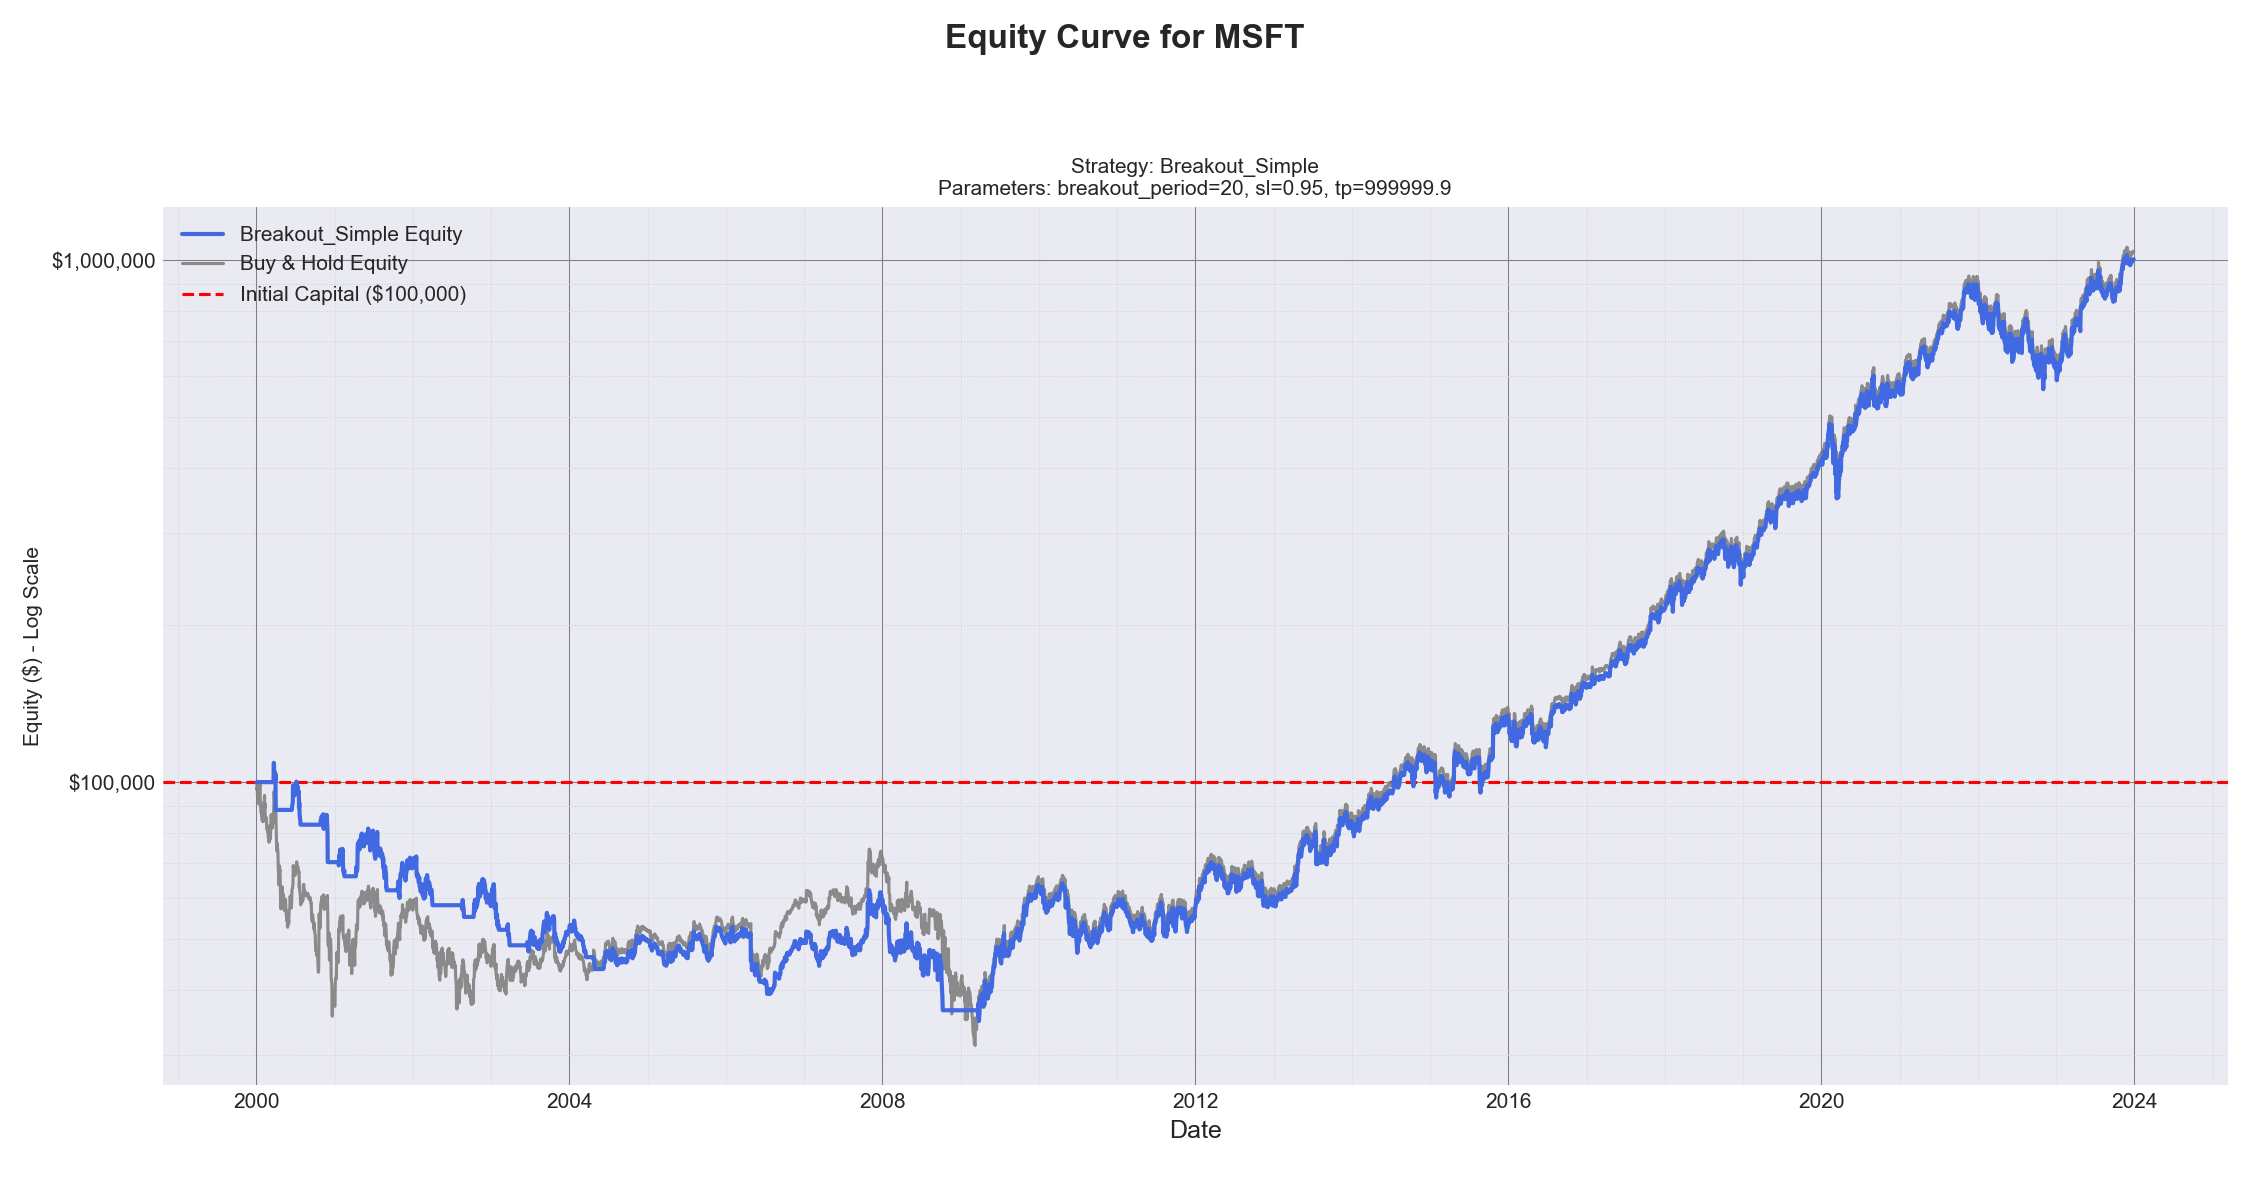 Equity Curve for MSFT
Strategy: Breakout_Simple
Parameters: breakout_period=20, sl=0.95, tp=999999.9
Breakout_Simple Equity
Buy & Hold Equity
Initial Capital ($100,000)
$1,000,000
$100,000
Equity ($) - Log Scale
2000 2004 2008 2012 2016 2020 2024
Date